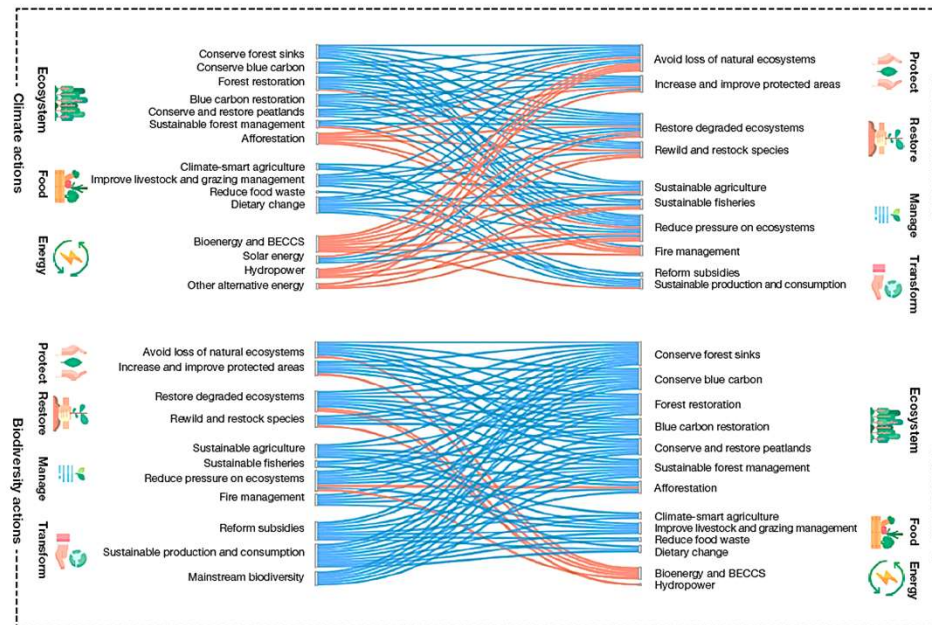 Climate actions
Ecosystem
Conserve forest sinks
Conserve blue carbon
Forest restoration
Blue carbon restoration
Conserve and restore peatlands
Sustainable forest management
Afforestation
Food
Climate-smart agriculture
Improve livestock and grazing management
Reduce food waste
Dietary change
Energy
Bioenergy and BECCS
Solar energy
Hydropower
Other alternative energy
Avoid loss of natural ecosystems
Increase and improve protected areas
Protect
Restore degraded ecosystems
Rewild and restock species
Restore
Sustainable agriculture
Sustainable fisheries
Reduce pressure on ecosystems
Fire management
Manage
Reform subsidies
Sustainable production and consumption
Transform
Biodiversity actions
Protect
Avoid loss of natural ecosystems
Increase and improve protected areas
Restore
Restore degraded ecosystems
Rewild and restock species
Manage
Sustainable agriculture
Sustainable fisheries
Reduce pressure on ecosystems
Fire management
Transform
Reform subsidies
Sustainable production and consumption
Mainstream biodiversity
Conserve forest sinks
Conserve blue carbon
Forest restoration
Blue carbon restoration
Conserve and restore peatlands
Sustainable forest management
Afforestation
Ecosystem
Climate-smart agriculture
Improve livestock and grazing management
Reduce food waste
Dietary change
Food
Bioenergy and BECCS
Hydropower
Energy